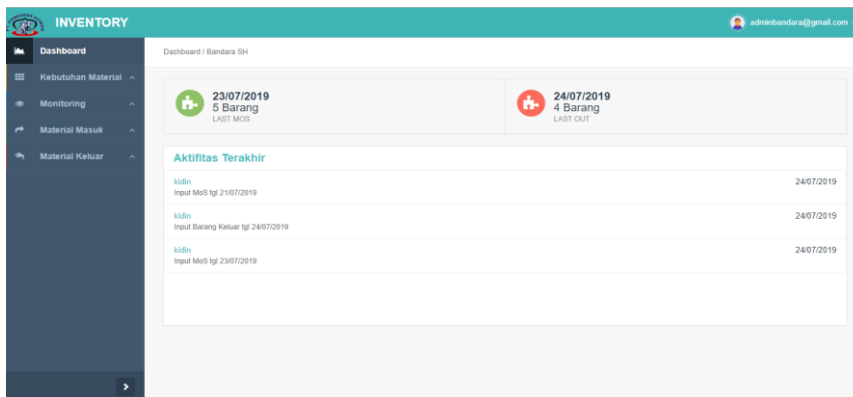 INVENTORY
adminbandara@gmail.com
Dashboard
Dashboard / Bandara SH
Kebutuhan Material
Monitoring
Material Masuk
Material Keluar
23/07/2019
5 Barang
LAST MOS
24/07/2019
4 Barang
LAST OUT
Aktifitas Terakhir
kidin
24/07/2019
Input MoS tgl 21/07/2019
kidin
24/07/2019
Input Barang Keluar tgl 24/07/2019
kidin
24/07/2019
Input MoS tgl 23/07/2019